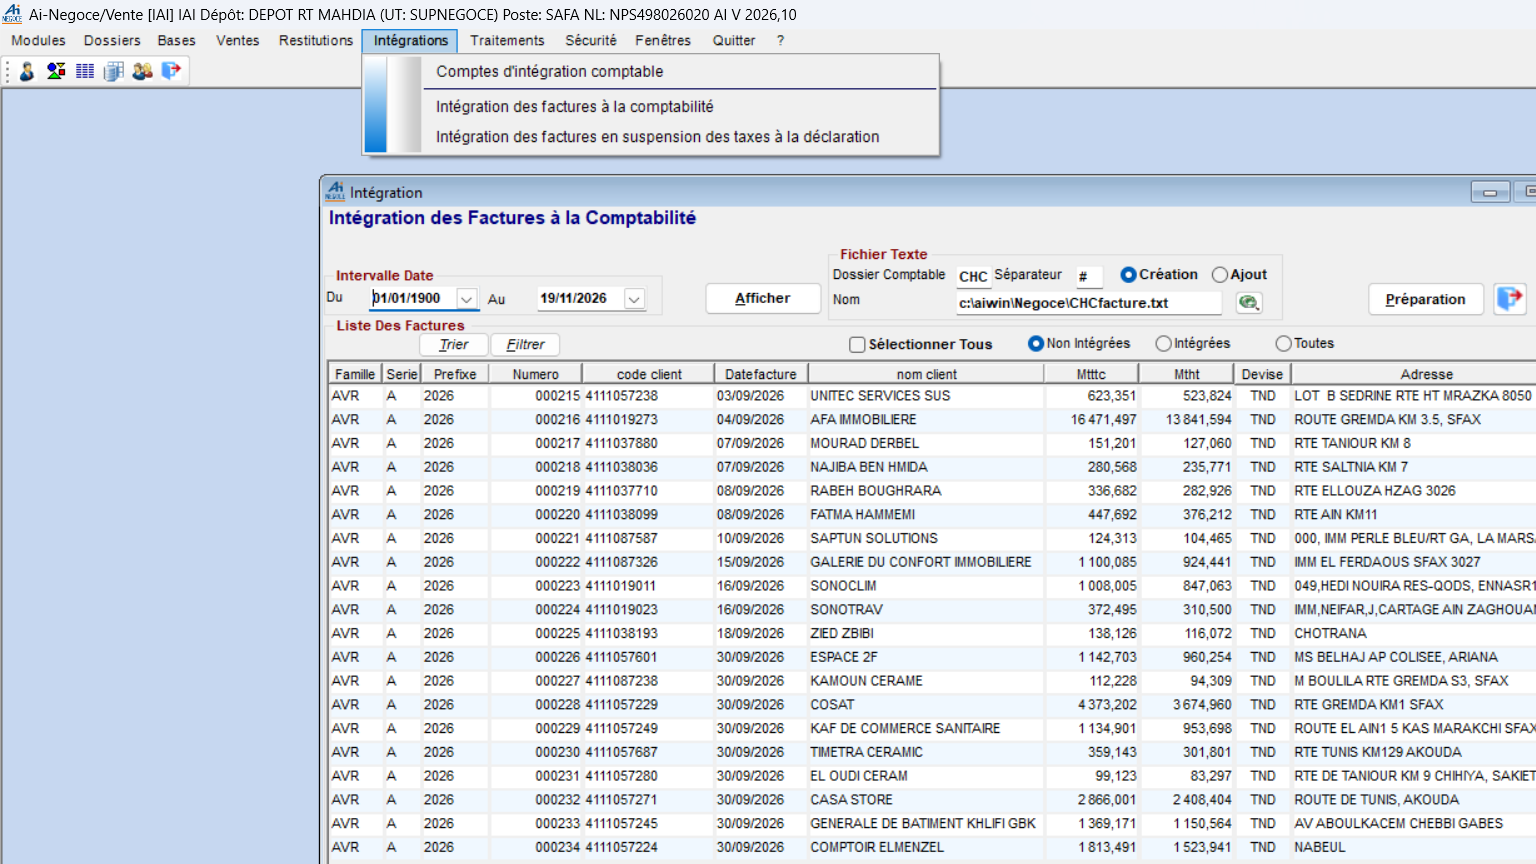 Ai-Negoce/Vente [IAI] IAI Dépôt: DEPOT RT MAHDIA (UT: SUPNEGOCE) Poste: SAFA NL: NPS498026020 AI V 2026,10
Modules Dossiers Bases Ventes Restitutions Intégrations Traitements Sécurité Fenêtres Quitter ?
Comptes d'intégration comptable
Intégration des factures à la comptabilité
Intégration des factures en suspension des taxes à la déclaration
Intégration
Intégration des Factures à la Comptabilité
Fichier Texte
Intervalle Date
Dossier Comptable CHC Séparateur # Création Ajout
Du 01/01/1900 Au 19/11/2026 Afficher Nom c:\aiwin\Negoce\CHCfacture.txt Préparation
Liste Des Factures
Trier Filtrer Sélectionner Tous Non Intégrées Intégrées Toutes
Famille Serie Prefixe Numero code client Datefacture nom client Mtttc Mtht Devise Adresse
AVR A 2026 000215 4111057238 03/09/2026 UNITEC SERVICES SUS 623,351 523,824 TND LOT B SEDRINE RTE HT MRAZKA 8050
AVR A 2026 000216 4111019273 04/09/2026 AFA IMMOBILIERE 16 471,497 13 841,594 TND ROUTE GREMDA KM 3.5, SFAX
AVR A 2026 000217 4111037880 07/09/2026 MOURAD DERBEL 151,201 127,060 TND RTE TANIOUR KM 8
AVR A 2026 000218 4111038036 07/09/2026 NAJIBA BEN HMIDA 280,568 235,771 TND RTE SALTNIA KM 7
AVR A 2026 000219 4111037710 08/09/2026 RABEH BOUGHRARA 336,682 282,926 TND RTE ELLOUZA HZAG 3026
AVR A 2026 000220 4111038099 08/09/2026 FATMA HAMMEMI 447,692 376,212 TND RTE AIN KM11
AVR A 2026 000221 4111087587 10/09/2026 SAPTUN SOLUTIONS 124,313 104,465 TND 000, IMM PERLE BLEU/RT GA, LA MARSA
AVR A 2026 000222 4111087326 15/09/2026 GALERIE DU CONFORT IMMOBILIERE 1 100,085 924,441 TND IMM EL FERDAOUS SFAX 3027
AVR A 2026 000223 4111019011 16/09/2026 SONOCLIM 1 008,005 847,063 TND 049,HEDI NOUIRA RES-QODS, ENNASR1
AVR A 2026 000224 4111019023 16/09/2026 SONOTRAV 372,495 310,500 TND IMM,NEIFAR,J,CARTAGE AIN ZAGHOUAN
AVR A 2026 000225 4111038193 18/09/2026 ZIED ZBIBI 138,126 116,072 TND CHOTRANA
AVR A 2026 000226 4111057601 30/09/2026 ESPACE 2F 1 142,703 960,254 TND MS BELHAJ AP COLISEE, ARIANA
AVR A 2026 000227 4111087238 30/09/2026 KAMOUN CERAME 112,228 94,309 TND M BOULILA RTE GREMDA S3, SFAX
AVR A 2026 000228 4111057229 30/09/2026 COSAT 4 373,202 3 674,960 TND RTE GREMDA KM1 SFAX
AVR A 2026 000229 4111057249 30/09/2026 KAF DE COMMERCE SANITAIRE 1 134,901 953,698 TND ROUTE EL AIN1 5 KAS MARAKCHI SFAX
AVR A 2026 000230 4111057687 30/09/2026 TIMETRA CERAMIC 359,143 301,801 TND RTE TUNIS KM129 AKOUDA
AVR A 2026 000231 4111057280 30/09/2026 EL OUDI CERAM 99,123 83,297 TND RTE DE TANIOUR KM 9 CHIHIYA, SAKIET
AVR A 2026 000232 4111057271 30/09/2026 CASA STORE 2 866,001 2 408,404 TND ROUTE DE TUNIS, AKOUDA
AVR A 2026 000233 4111057245 30/09/2026 GENERALE DE BATIMENT KHLIFI GBK 1 369,171 1 150,564 TND AV ABOULKACEM CHEBBI GABES
AVR A 2026 000234 4111057224 30/09/2026 COMPTOIR ELMENZEL 1 813,491 1 523,941 TND NABEUL